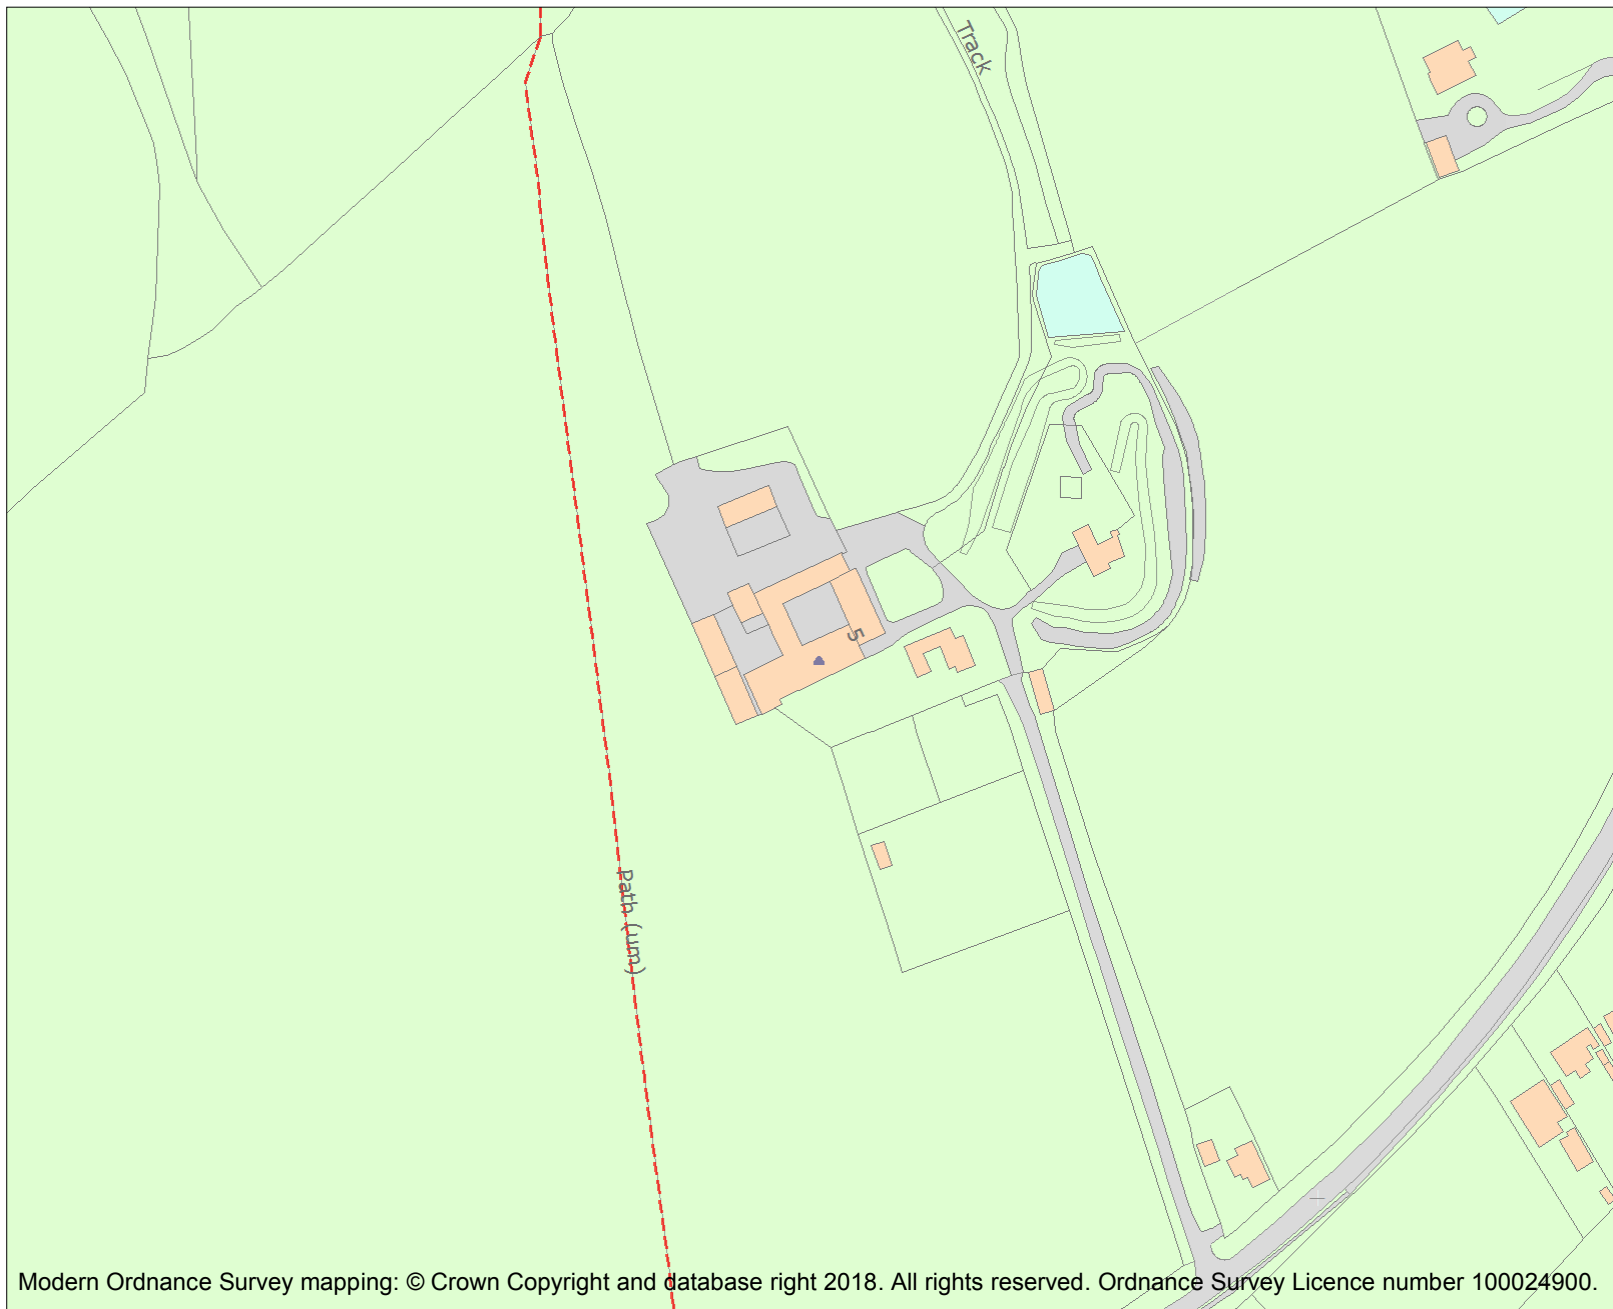 Track
5
Path (um)
Modern Ordnance Survey mapping: © Crown Copyright and database right 2018. All rights reserved. Ordnance Survey Licence number 100024900.